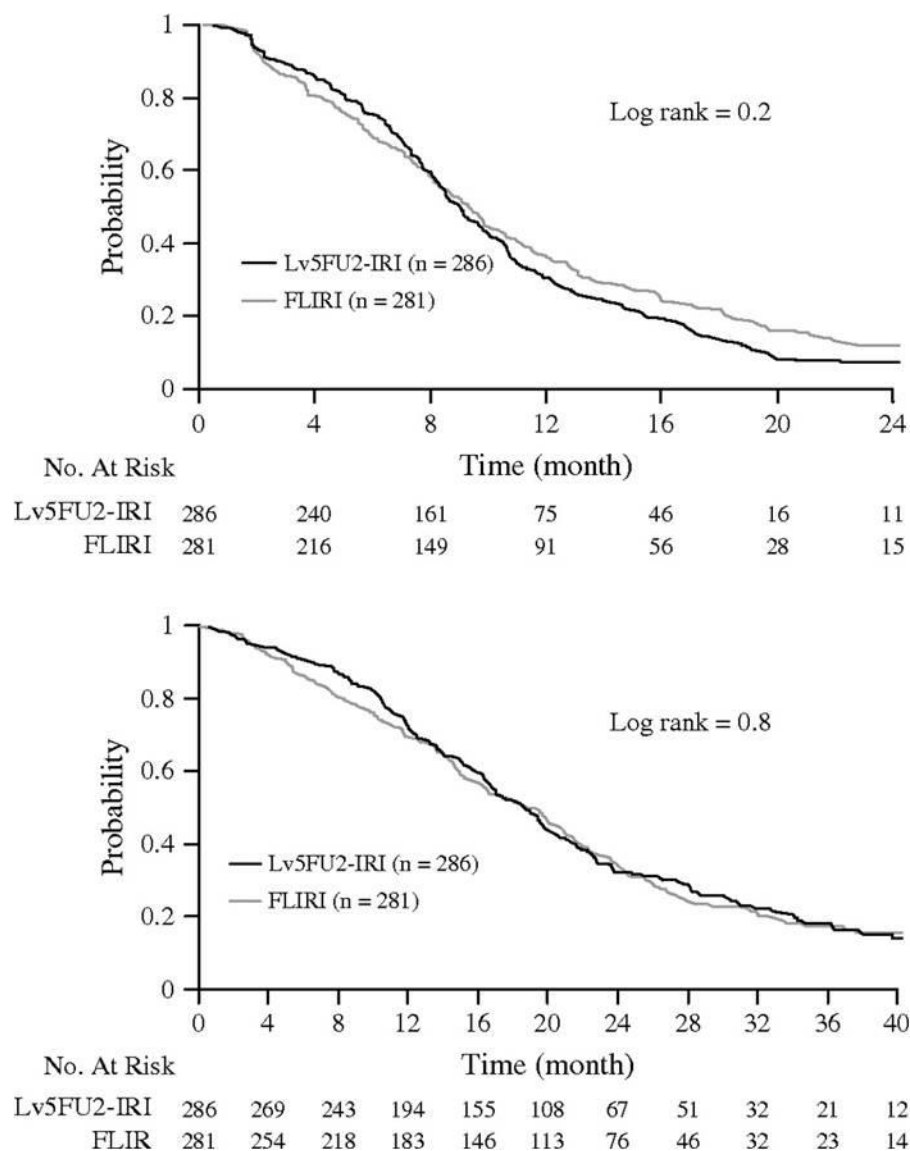 1
0.8
0.6
0.4
0.2
0
Probability
Log rank = 0.2
Lv5FU2-IRI (n = 286)
FLIRI (n = 281)
0 4 8 12 16 20 24
No. At Risk Time (month)
Lv5FU2-IRI 286 240 161 75 46 16 11
FLIRI 281 216 149 91 56 28 15
1
0.8
0.6
0.4
0.2
0
Probability
Log rank = 0.8
Lv5FU2-IRI (n = 286)
FLIRI (n = 281)
0 4 8 12 16 20 24 28 32 36 40
No. At Risk Time (month)
Lv5FU2-IRI 286 269 243 194 155 108 67 51 32 21 12
FLIR 281 254 218 183 146 113 76 46 32 23 14